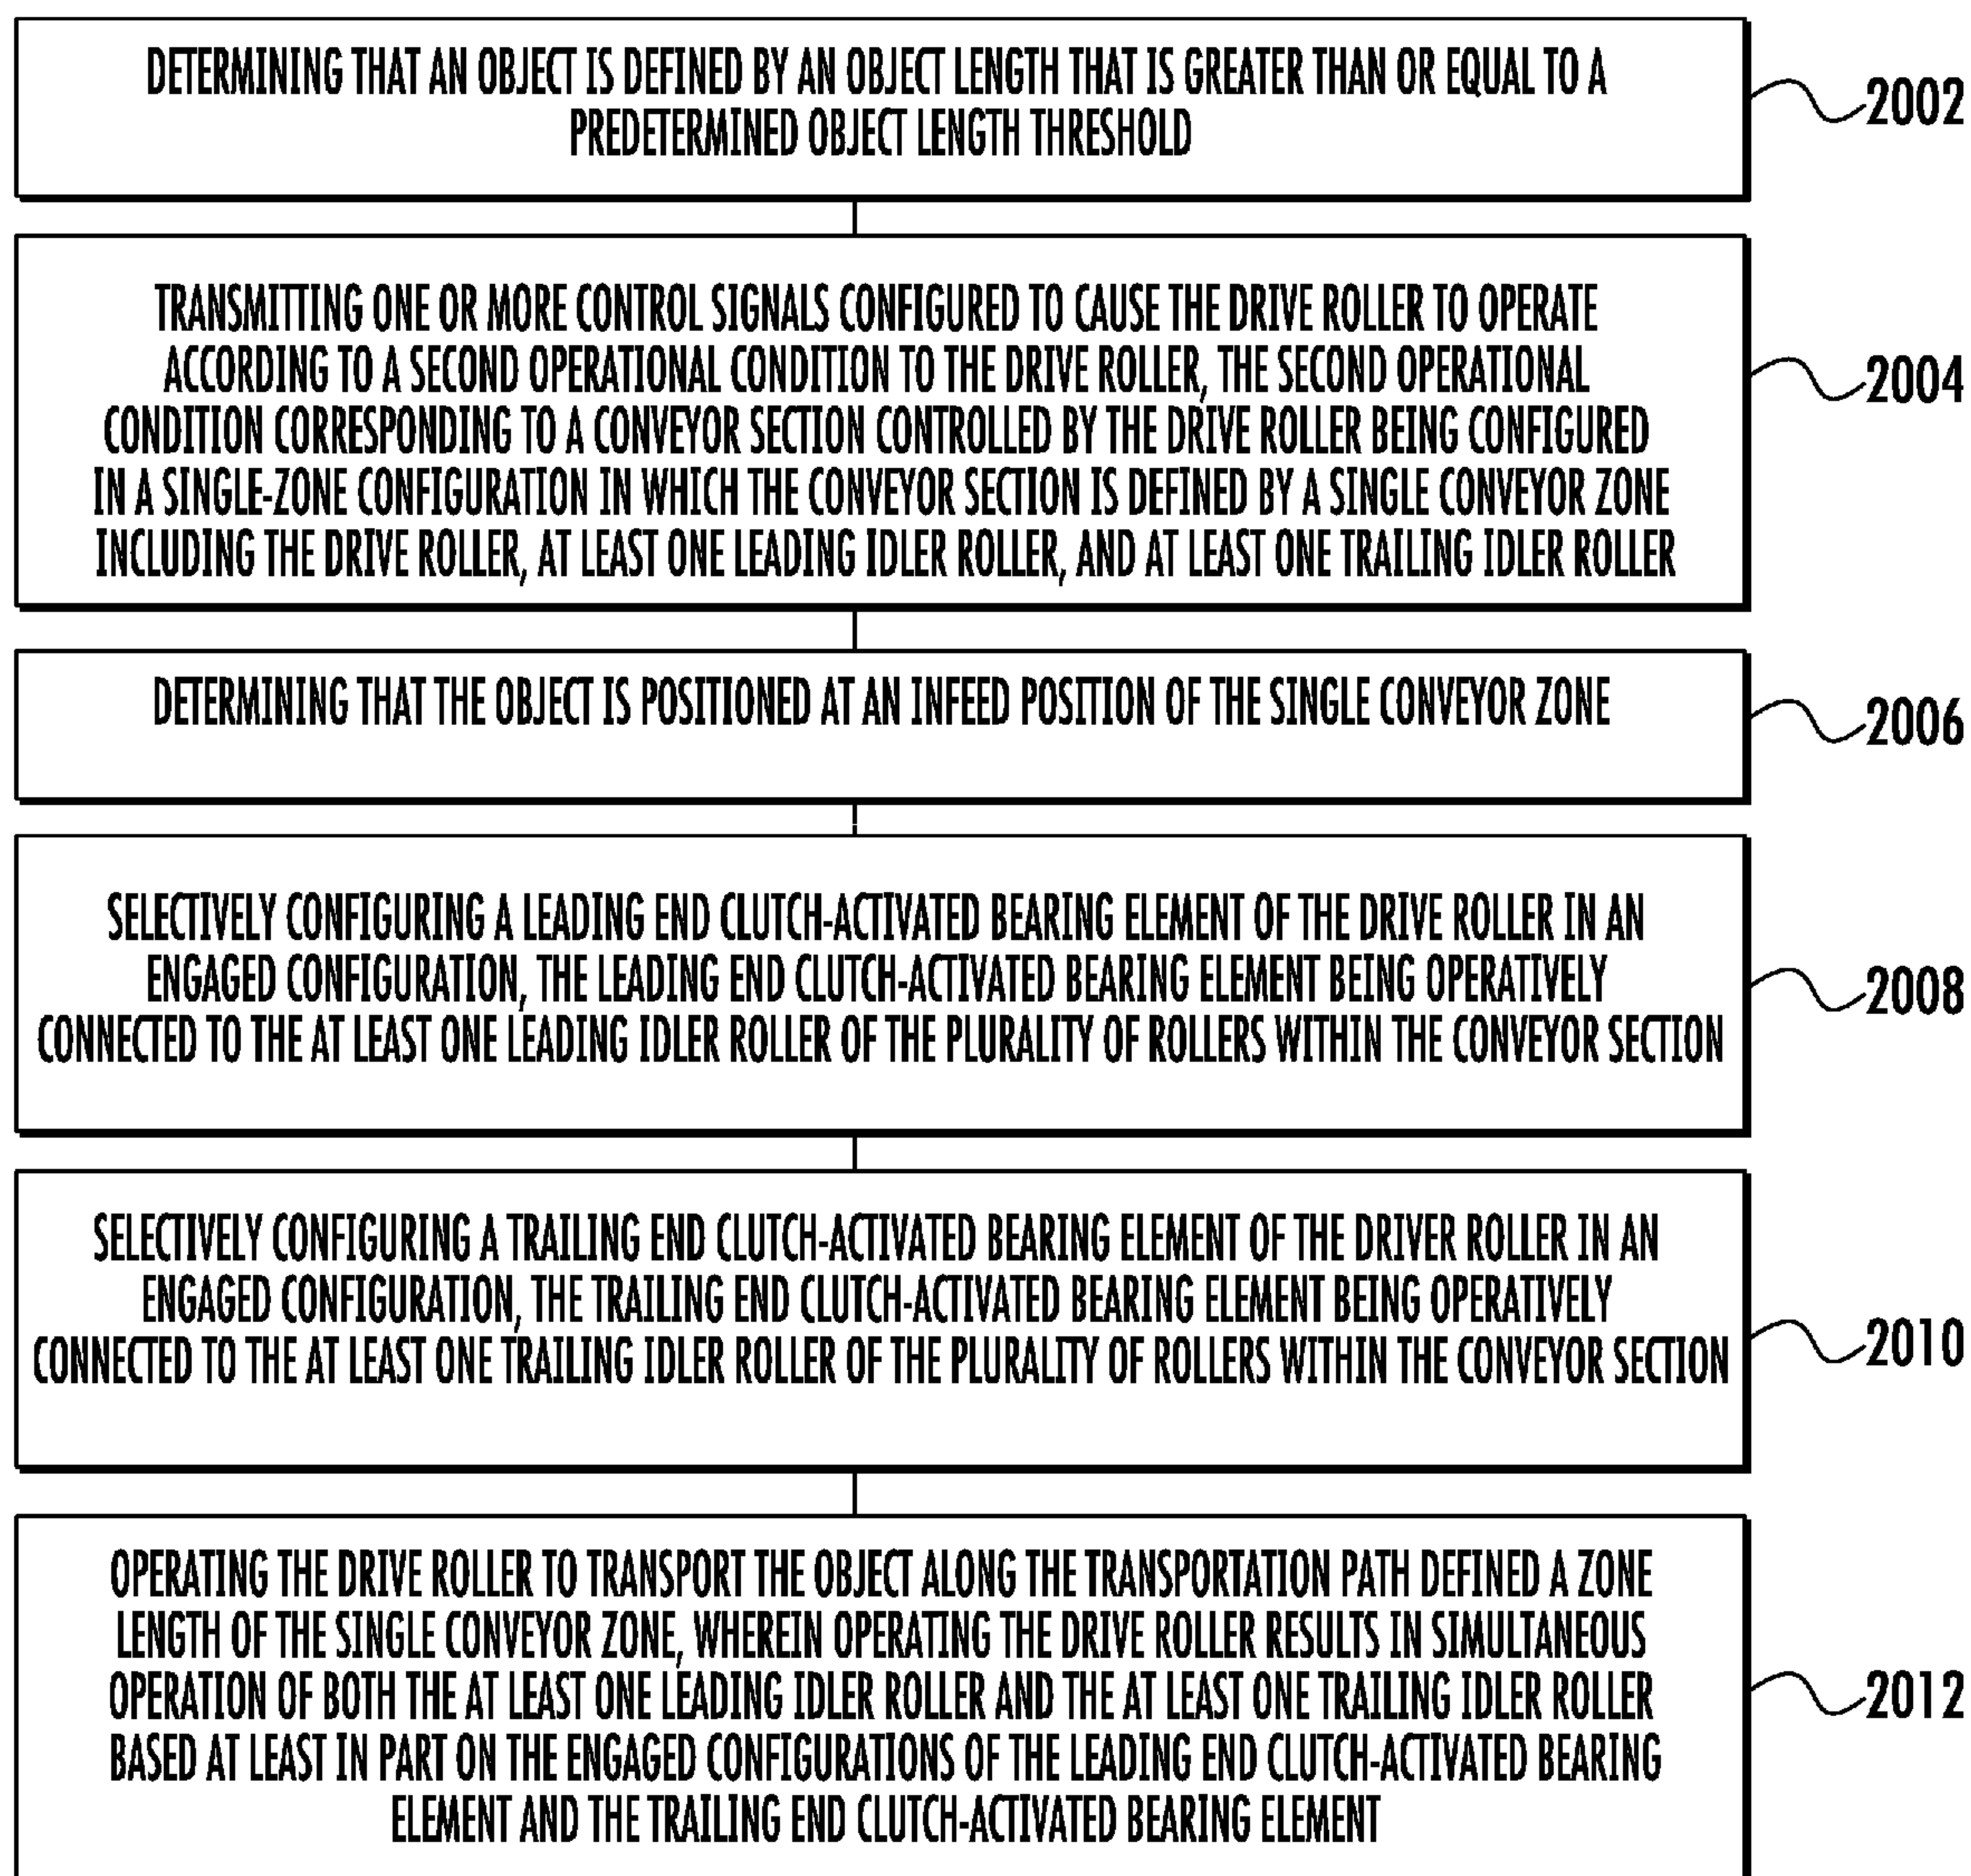 DETERMINING THAT AN OBJECT IS DEFINED BY AN OBJECT LENGTH THAT IS GREATER THAN OR EQUAL TO A
PREDETERMINED OBJECT LENGTH THRESHOLD
2002
TRANSMITTING ONE OR MORE CONTROL SIGNALS CONFIGURED TO CAUSE THE DRIVE ROLLER TO OPERATE
ACCORDING TO A SECOND OPERATIONAL CONDITION TO THE DRIVE ROLLER, THE SECOND OPERATIONAL
CONDITION CORRESPONDING TO A CONVEYOR SECTION CONTROLLED BY THE DRIVE ROLLER BEING CONFIGURED
IN A SINGLE-ZONE CONFIGURATION IN WHICH THE CONVEYOR SECTION IS DEFINED BY A SINGLE CONVEYOR ZONE
INCLUDING THE DRIVE ROLLER, AT LEAST ONE LEADING IDLER ROLLER, AND AT LEAST ONE TRAILING IDLER ROLLER
2004
DETERMINING THAT THE OBJECT IS POSITIONED AT AN INFEED POSITION OF THE SINGLE CONVEYOR ZONE
2006
SELECTIVELY CONFIGURING A LEADING END CLUTCH-ACTIVATED BEARING ELEMENT OF THE DRIVE ROLLER IN AN
ENGAGED CONFIGURATION, THE LEADING END CLUTCH-ACTIVATED BEARING ELEMENT BEING OPERATIVELY
CONNECTED TO THE AT LEAST ONE LEADING IDLER ROLLER OF THE PLURALITY OF ROLLERS WITHIN THE CONVEYOR SECTION
2008
SELECTIVELY CONFIGURING A TRAILING END CLUTCH-ACTIVATED BEARING ELEMENT OF THE DRIVER ROLLER IN AN
ENGAGED CONFIGURATION, THE TRAILING END CLUTCH-ACTIVATED BEARING ELEMENT BEING OPERATIVELY
CONNECTED TO THE AT LEAST ONE TRAILING IDLER ROLLER OF THE PLURALITY OF ROLLERS WITHIN THE CONVEYOR SECTION
2010
OPERATING THE DRIVE ROLLER TO TRANSPORT THE OBJECT ALONG THE TRANSPORTATION PATH DEFINED A ZONE
LENGTH OF THE SINGLE CONVEYOR ZONE, WHEREIN OPERATING THE DRIVE ROLLER RESULTS IN SIMULTANEOUS
OPERATION OF BOTH THE AT LEAST ONE LEADING IDLER ROLLER AND THE AT LEAST ONE TRAILING IDLER ROLLER
BASED AT LEAST IN PART ON THE ENGAGED CONFIGURATIONS OF THE LEADING END CLUTCH-ACTIVATED BEARING
ELEMENT AND THE TRAILING END CLUTCH-ACTIVATED BEARING ELEMENT
2012